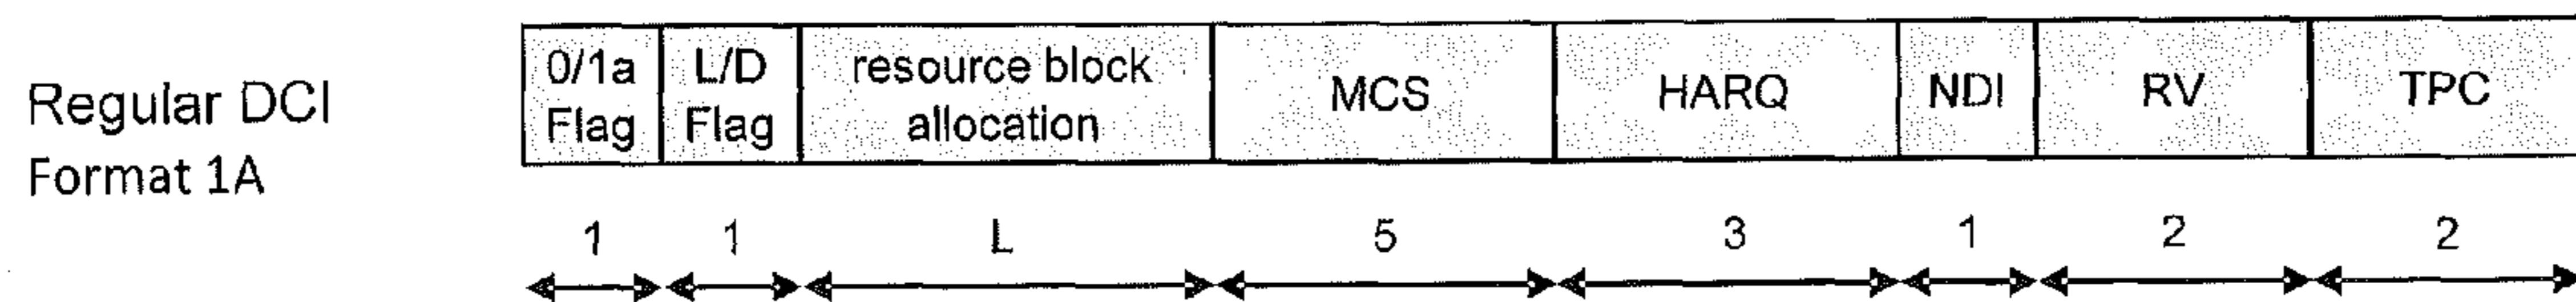 Regular DCI
Format 1A
0/1a
Flag
L/D
Flag
resource block
allocation
MCS
HARQ
NDI
RV
TPC
1 1 L 5 3 1 2 2